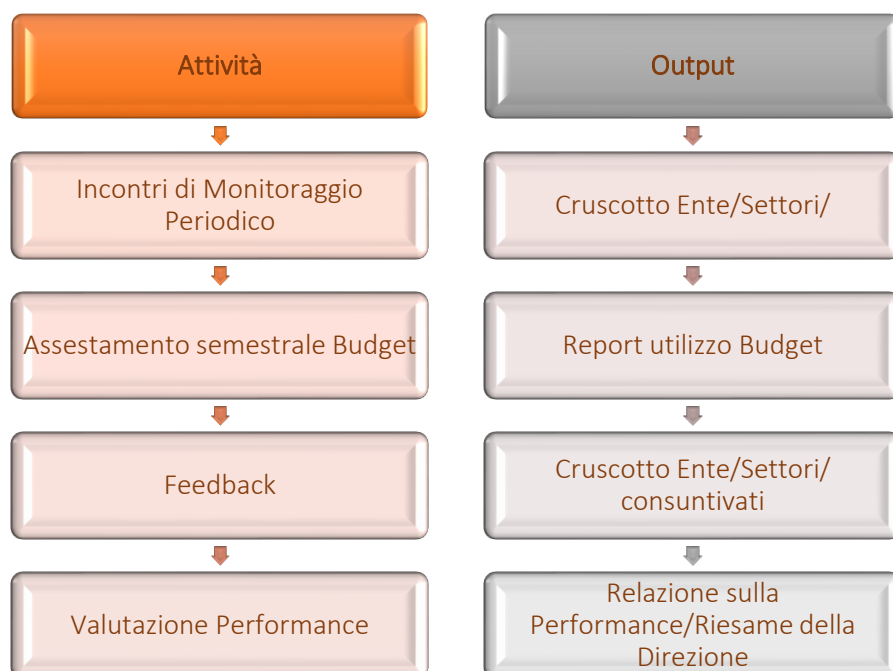 Attività
Incontri di Monitoraggio
Periodico
Assestamento semestrale Budget
Feedback
Valutazione Performance
Output
Cruscotto Ente/Settori/
Report utilizzo Budget
Cruscotto Ente/Settori/
consuntivati
Relazione sulla
Performance/Riesame della
Direzione